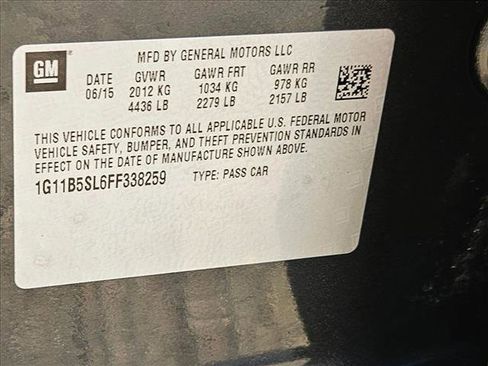 GM
MFD BY GENERAL MOTORS LLC
DATE GVWR GAWR FRT GAWR RR
06/15 2012 KG 1034 KG 978 KG
4436 LB 2279 LB 2157 LB
THIS VEHICLE CONFORMS TO ALL APPLICABLE U.S. FEDERAL MOTOR
VEHICLE SAFETY, BUMPER, AND THEFT PREVENTION STANDARDS IN
EFFECT ON THE DATE OF MANUFACTURE SHOWN ABOVE.
1G11B5SL6FF338259 TYPE: PASS CAR